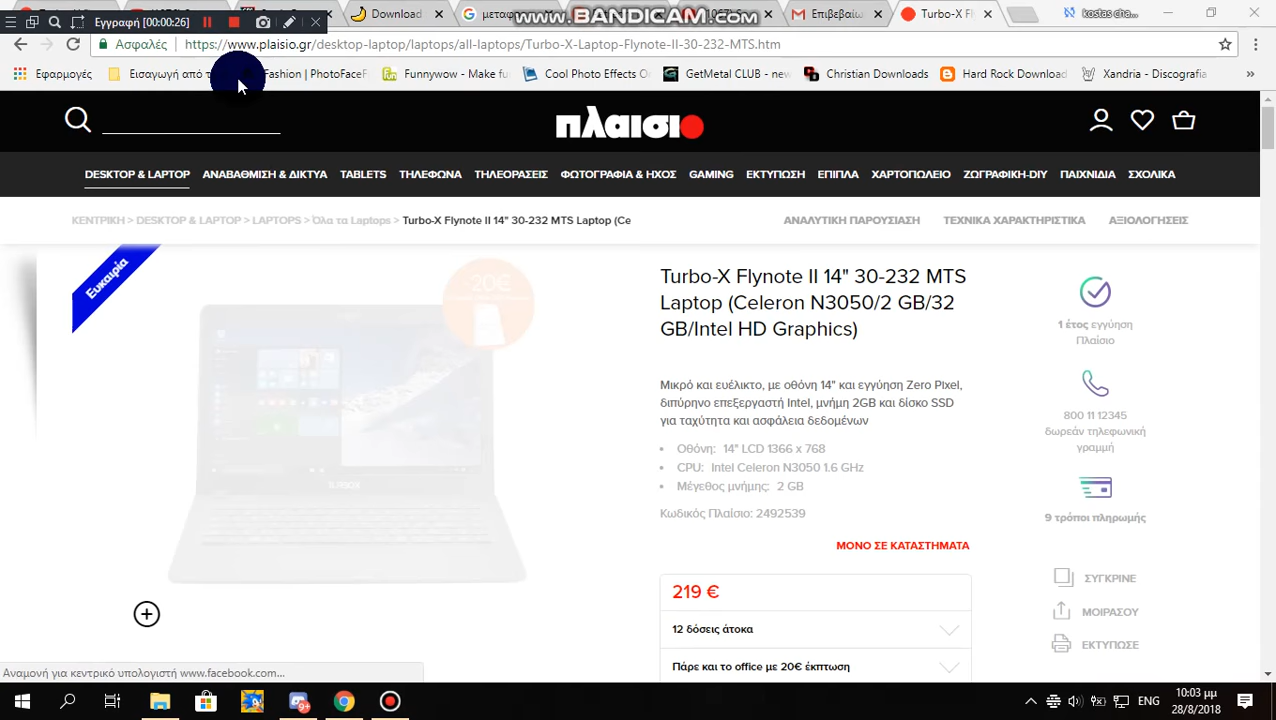 Εγγραφή [00:00:26]
www.BANDICAM.com
Download
Επιβεβαίω
Turbo-X Fl
kostas cha...
Ασφαλές
https://www.plaisio.gr/desktop-laptop/laptops/all-laptops/Turbo-X-Laptop-Flynote-II-30-232-MTS.htm
Εφαρμογές
Εισαγωγή από
Fashion | PhotoFaceF
Funnywow - Make fu
Cool Photo Effects O
GetMetal CLUB - new
Christian Downloads
Hard Rock Download
Xandria - Discografia
πλαισιο
DESKTOP & LAPTOP ΑΝΑΒΑΘΜΙΣΗ & ΔΙΚΤΥΑ TABLETS ΤΗΛΕΦΩΝΑ ΤΗΛΕΟΡΑΣΕΙΣ ΦΩΤΟΓΡΑΦΙΑ & ΗΧΟΣ GAMING ΕΚΤΥΠΩΣΗ ΕΠΙΠΛΑ ΧΑΡΤΟΠΩΛΕΙΟ ΖΩΓΡΑΦΙΚΗ-DIY ΠΑΙΧΝΙΔΙΑ ΣΧΟΛΙΚΑ
ΚΕΝΤΡΙΚΗ > DESKTOP & LAPTOP > LAPTOPS > Όλα τα Laptops > Turbo-X Flynote II 14" 30-232 MTS Laptop (Ce
ΑΝΑΛΥΤΙΚΗ ΠΑΡΟΥΣΙΑΣΗ ΤΕΧΝΙΚΑ ΧΑΡΑΚΤΗΡΙΣΤΙΚΑ ΑΞΙΟΛΟΓΗΣΕΙΣ
Ευκαιρία
-20€
Turbo-X Flynote II 14" 30-232 MTS
Laptop (Celeron N3050/2 GB/32
GB/Intel HD Graphics)
Μικρό και ευέλικτο, με οθόνη 14" και εγγύηση Zero Pixel,
διπύρηνο επεξεργαστή Intel, μνήμη 2GB και δίσκο SSD
για ταχύτητα και ασφάλεια δεδομένων
Οθόνη: 14" LCD 1366 x 768
CPU: Intel Celeron N3050 1.6 GHz
Μέγεθος μνήμης: 2 GB
Κωδικός Πλαίσιο: 2492539
ΜΟΝΟ ΣΕ ΚΑΤΑΣΤΗΜΑΤΑ
219 €
12 δόσεις άτοκα
Πάρε και το office με 20€ έκπτωση
1 έτος εγγύηση
Πλαίσιο
800 11 12345
δωρεάν τηλεφωνική
γραμμή
9 τρόποι πληρωμής
ΣΥΓΚΡΙΝΕ
ΜΟΙΡΑΣΟΥ
ΕΚΤΥΠΩΣΕ
Αναμονή για κεντρικό υπολογιστή www.facebook.com...
ENG
10:03 μμ
28/8/2018